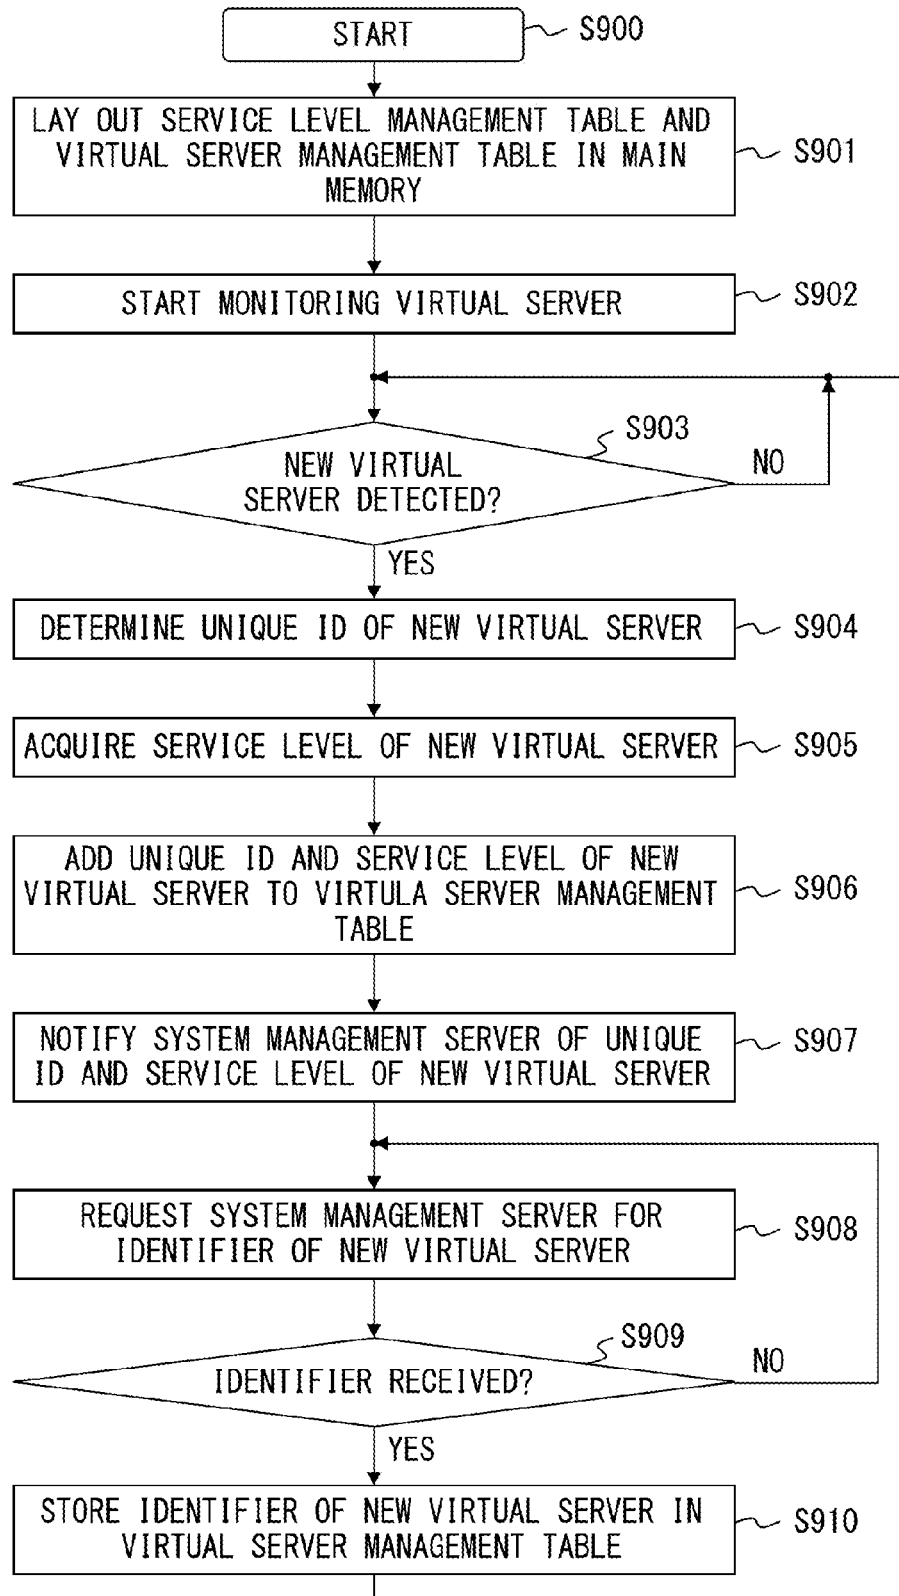 START
S900
LAY OUT SERVICE LEVEL MANAGEMENT TABLE AND
VIRTUAL SERVER MANAGEMENT TABLE IN MAIN
MEMORY
S901
START MONITORING VIRTUAL SERVER
S902
S903
NEW VIRTUAL
SERVER DETECTED?
NO
YES
DETERMINE UNIQUE ID OF NEW VIRTUAL SERVER
S904
ACQUIRE SERVICE LEVEL OF NEW VIRTUAL SERVER
S905
ADD UNIQUE ID AND SERVICE LEVEL OF NEW
VIRTUAL SERVER TO VIRTULA SERVER MANAGEMENT
TABLE
S906
NOTIFY SYSTEM MANAGEMENT SERVER OF UNIQUE
ID AND SERVICE LEVEL OF NEW VIRTUAL SERVER
S907
REQUEST SYSTEM MANAGEMENT SERVER FOR
IDENTIFIER OF NEW VIRTUAL SERVER
S908
S909
IDENTIFIER RECEIVED?
NO
YES
STORE IDENTIFIER OF NEW VIRTUAL SERVER IN
VIRTUAL SERVER MANAGEMENT TABLE
S910